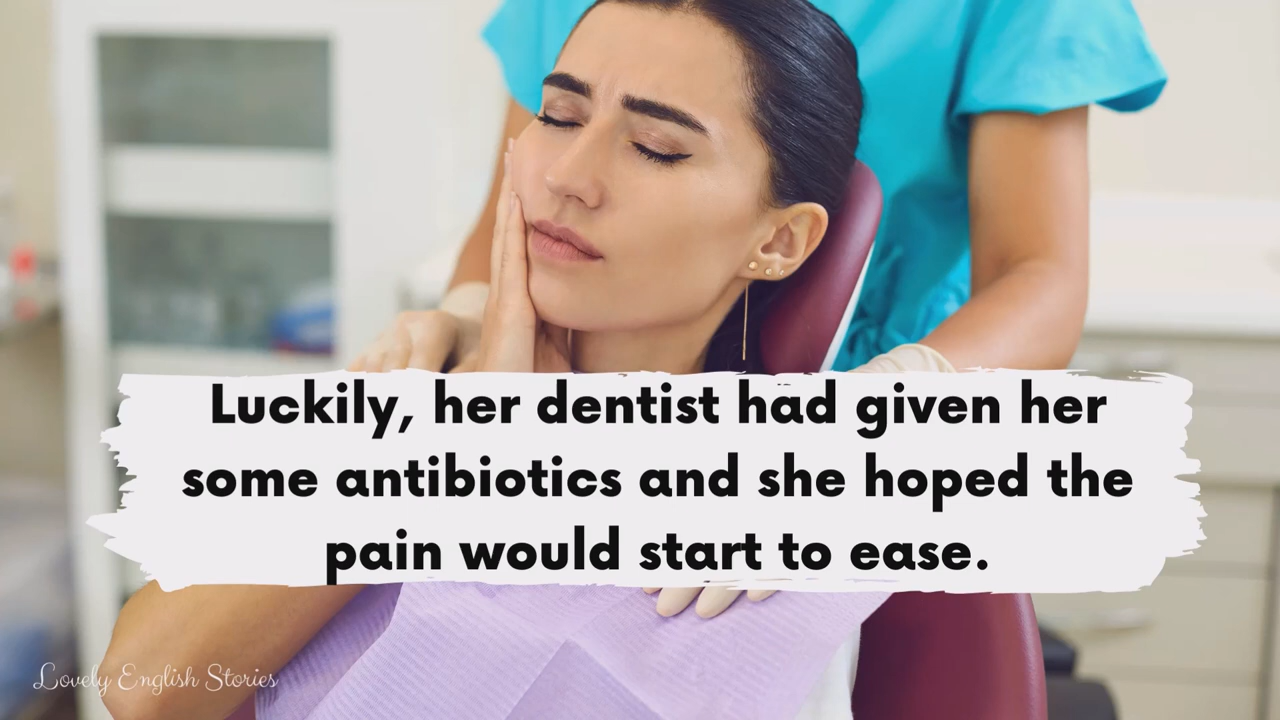 Luckily, her dentist had given her
some antibiotics and she hoped the
pain would start to ease.
Lovely English Stories